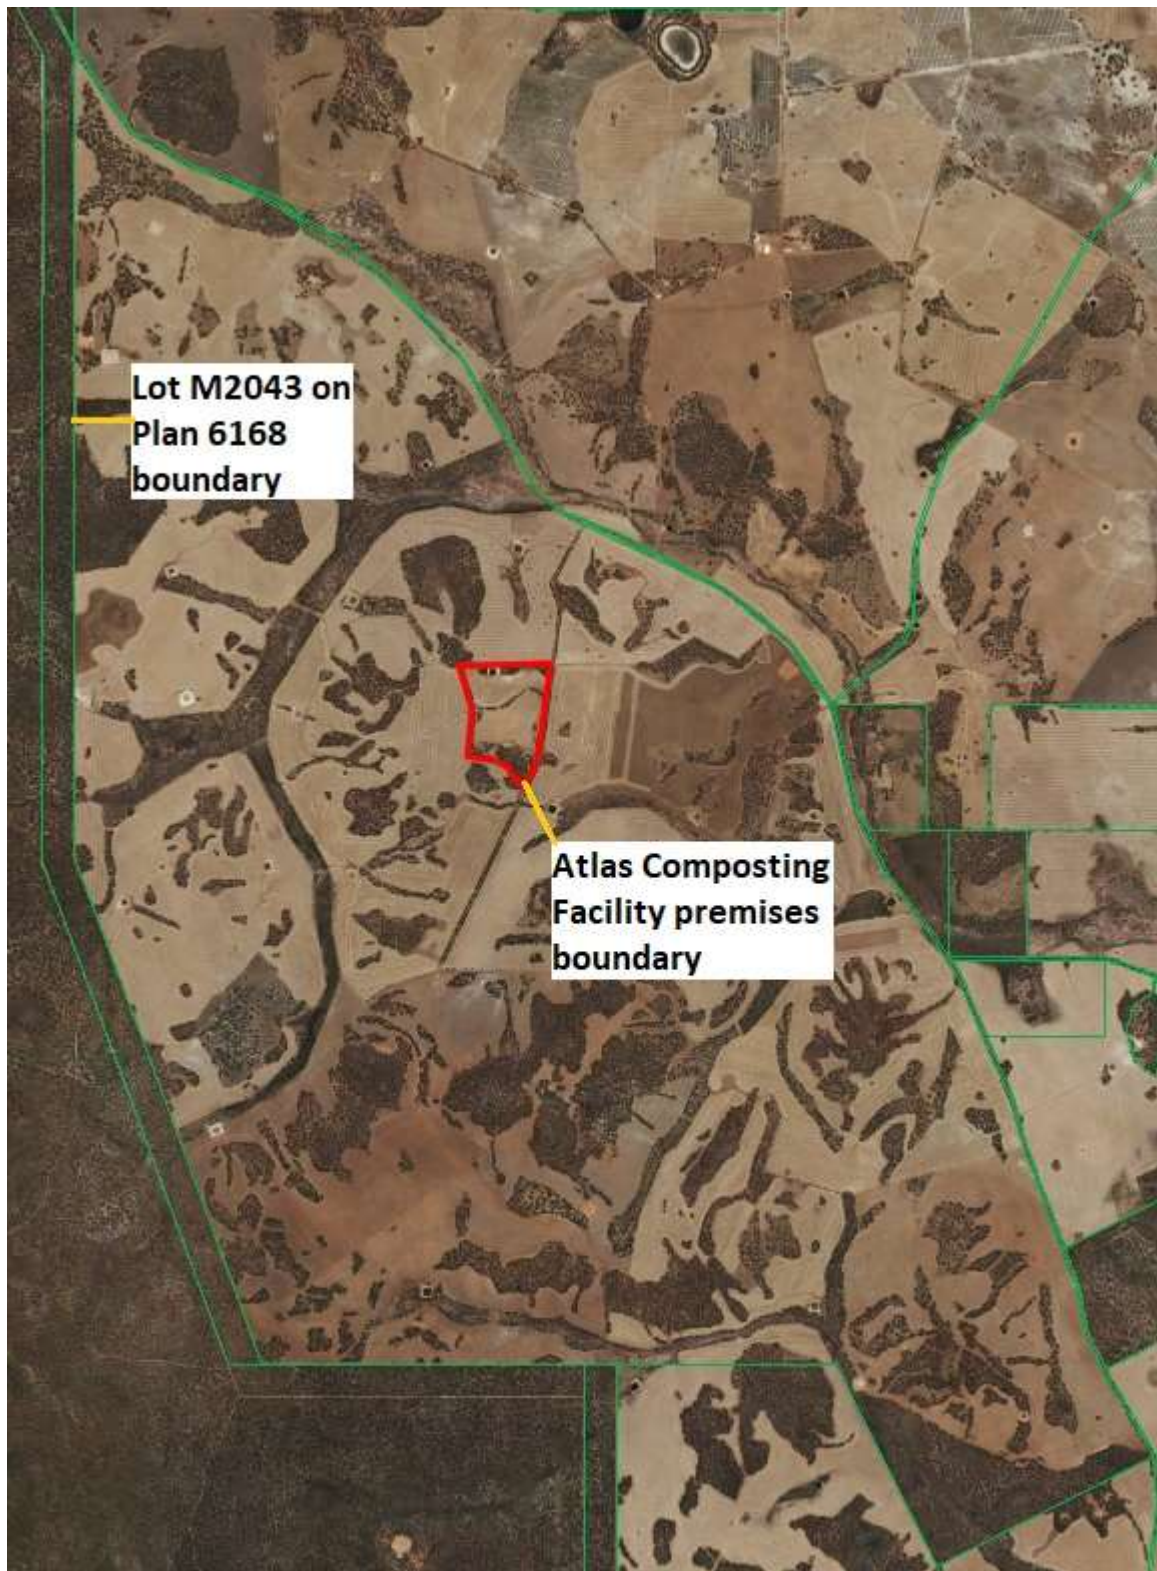 Lot M2043 on
Plan 6168
boundary
Atlas Composting
Facility premises
boundary